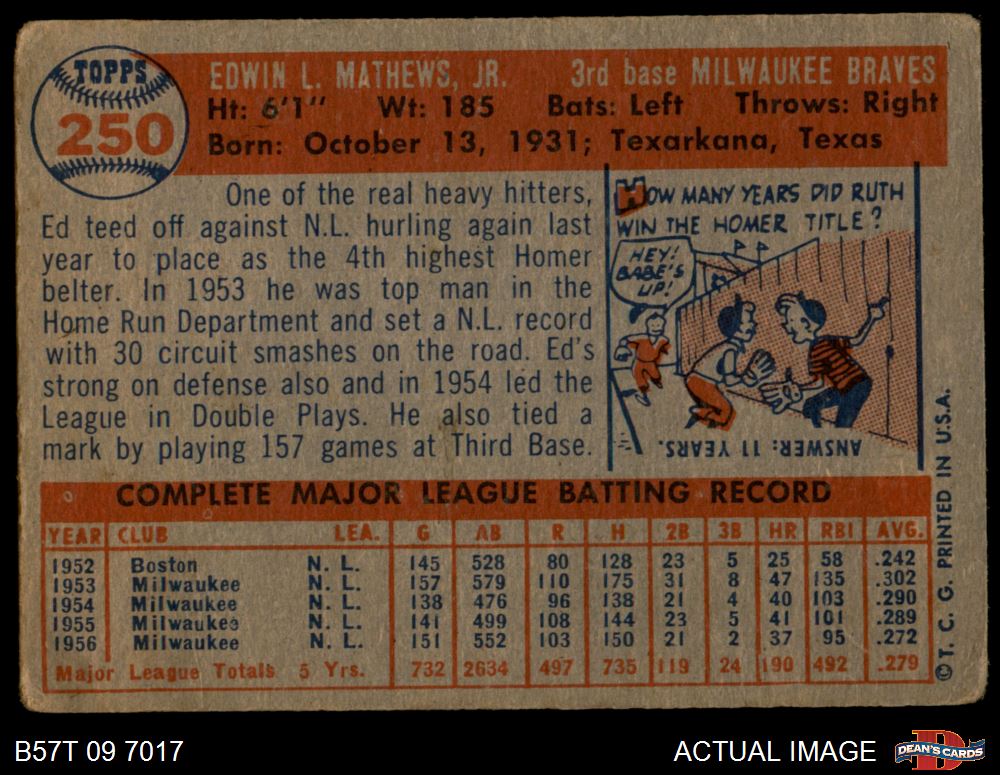 TOPPS
250
EDWIN L. MATHEWS, JR. 3rd base MILWAUKEE BRAVES
Ht: 6'1" Wt: 185 Bats: Left Throws: Right
Born: October 13, 1931; Texarkana, Texas
One of the real heavy hitters,
Ed teed off against N.L. hurling again last
year to place as the 4th highest Homer
belter. In 1953 he was top man in the
Home Run Department and set a N.L. record
with 30 circuit smashes on the road. Ed's
strong on defense also and in 1954 led the
League in Double Plays. He also tied a
mark by playing 157 games at Third Base.
HOW MANY YEARS DID RUTH
WIN THE HOMER TITLE?
HEY!
BABE'S
UP!
ANSWER: 11 YEARS.
COMPLETE MAJOR LEAGUE BATTING RECORD
YEAR CLUB LEA. G AB R H 2B 3B HR RBI AVG.
1952 Boston N. L. 145 528 80 128 23 5 25 58 .242
1953 Milwaukee N. L. 157 579 110 175 31 8 47 135 .302
1954 Milwaukee N. L. 138 476 96 138 21 4 40 103 .290
1955 Milwaukee N. L. 141 499 108 144 23 5 41 101 .289
1956 Milwaukee N. L. 151 552 103 150 21 2 37 95 .272
Major League Totals 5 Yrs. 732 2634 497 735 119 24 190 492 .279
© T. C. G. PRINTED IN U.S.A.
B57T 09 7017
ACTUAL IMAGE
DEAN'S CARDS